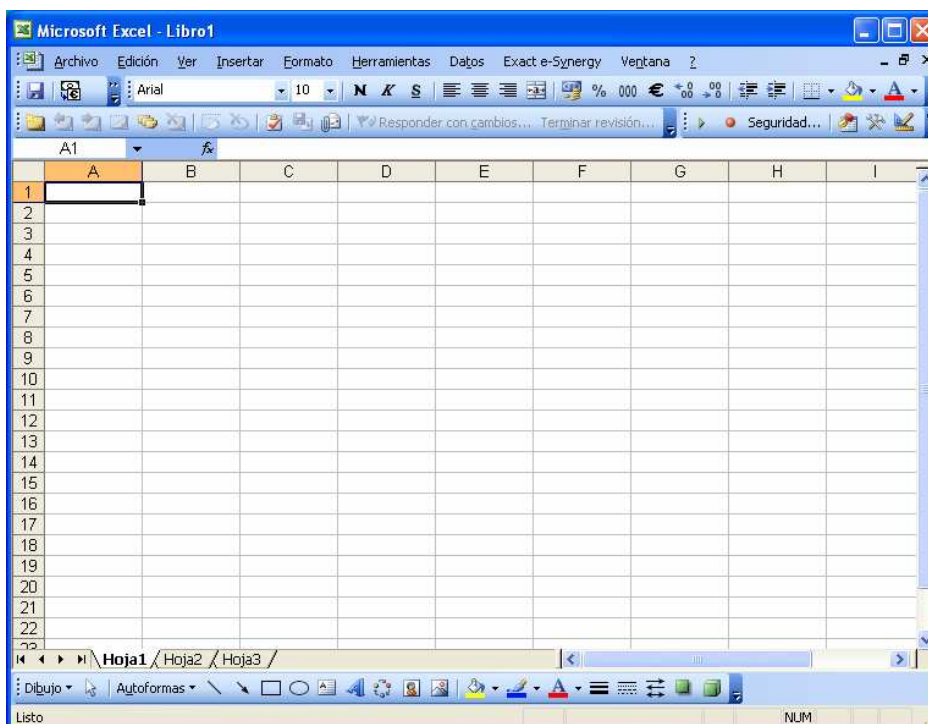 Microsoft Excel - Libro1
Archivo Edición Ver Insertar Formato Herramientas Datos Exact e-Synergy Ventana ?
Arial 10 N K S % 000 €
Responder con cambios... Terminar revisión... Seguridad...
A1 fx
A B C D E F G H I
1
2
3
4
5
6
7
8
9
10
11
12
13
14
15
16
17
18
19
20
21
22
23
Hoja1 Hoja2 Hoja3
Dibujo Autoformas
Listo NUM